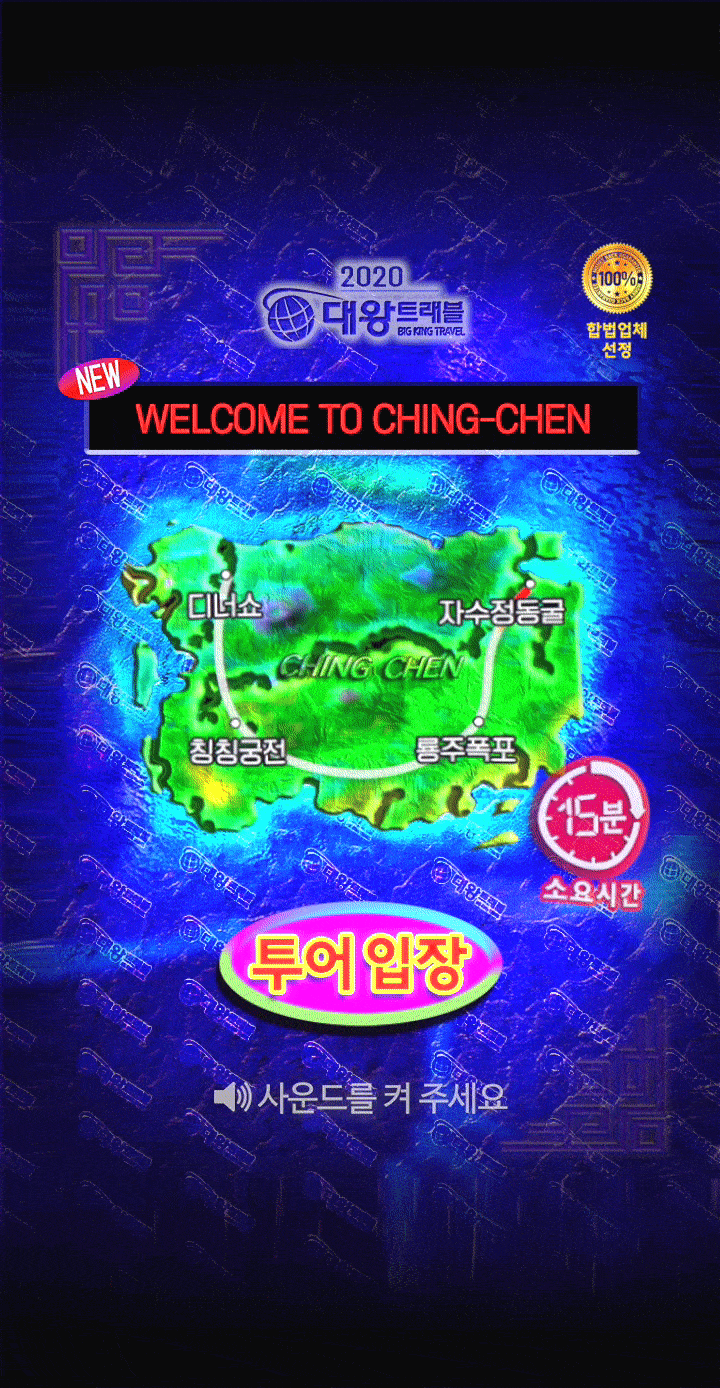 2020
대왕트래블
BIG KING TRAVEL
100%
합법업체
선정
NEW
WELCOME TO CHING-CHEN
디너쇼
자수정동굴
CHING CHEN
칭칭궁전
룡주폭포
15분
소요시간
투어 입장
사운드를 켜 주세요